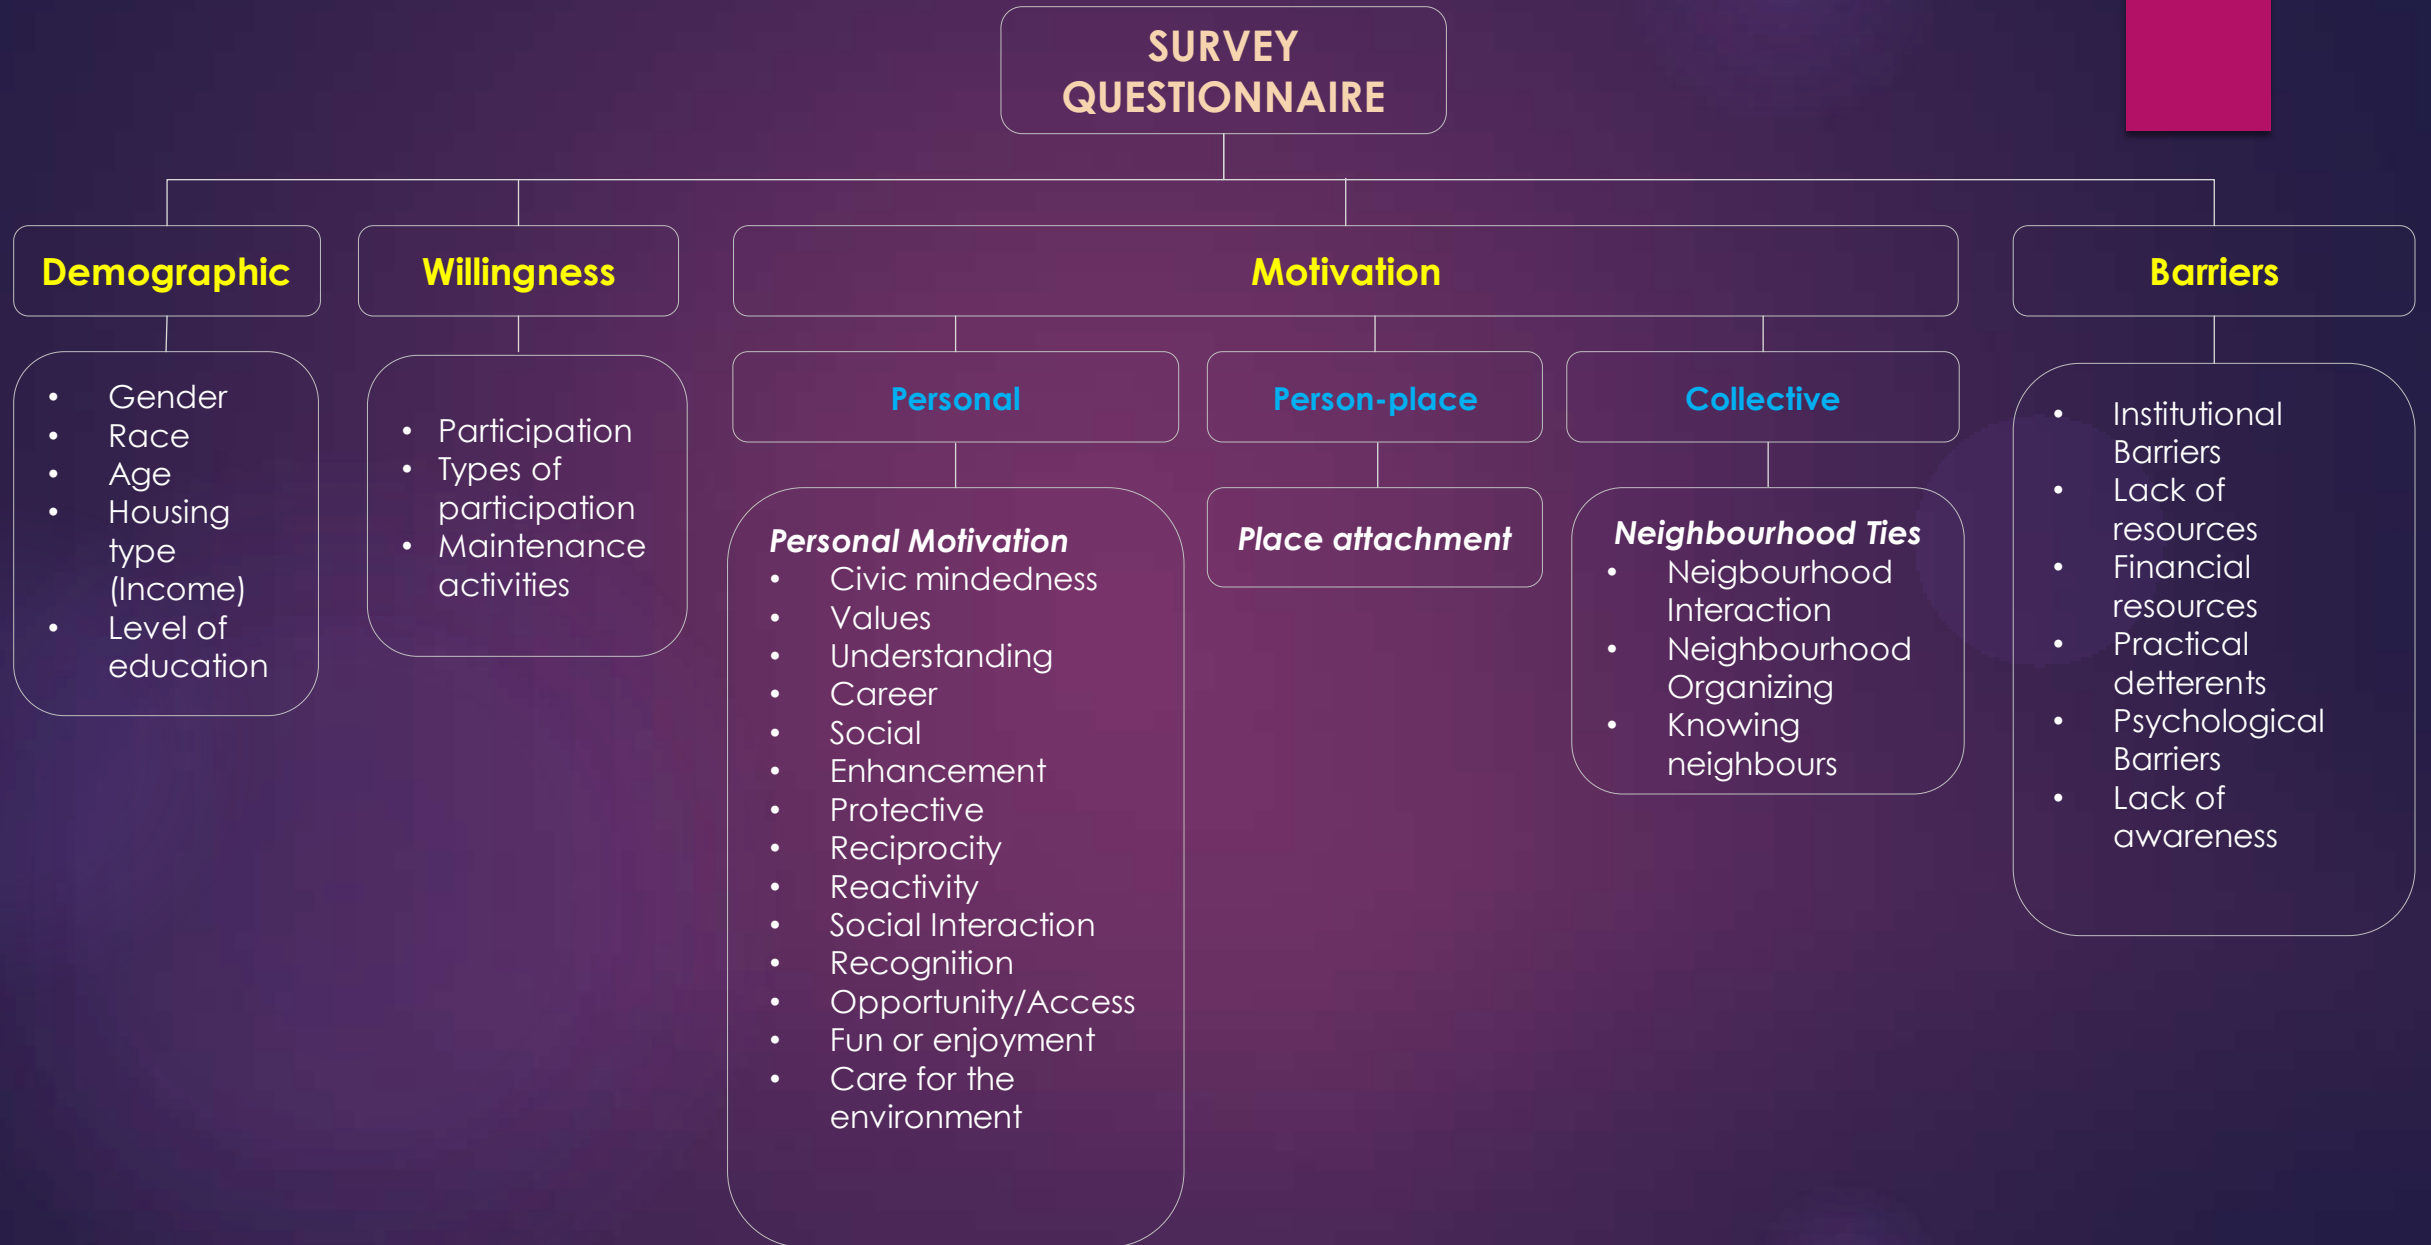 SURVEY
QUESTIONNAIRE
Demographic
Willingness
Motivation
Barriers
• Gender
• Race
• Age
• Housing
type
(Income)
• Level of
education
• Participation
• Types of
participation
• Maintenance
activities
Personal
Person-place
Collective
Personal Motivation
• Civic mindedness
• Values
• Understanding
• Career
• Social
• Enhancement
• Protective
• Reciprocity
• Reactivity
• Social Interaction
• Recognition
• Opportunity/Access
• Fun or enjoyment
• Care for the
environment
Place attachment
Neighbourhood Ties
• Neigbourhood
Interaction
• Neighbourhood
Organizing
• Knowing
neighbours
• Institutional
Barriers
• Lack of
resources
• Financial
resources
• Practical
detterents
• Psychological
Barriers
• Lack of
awareness